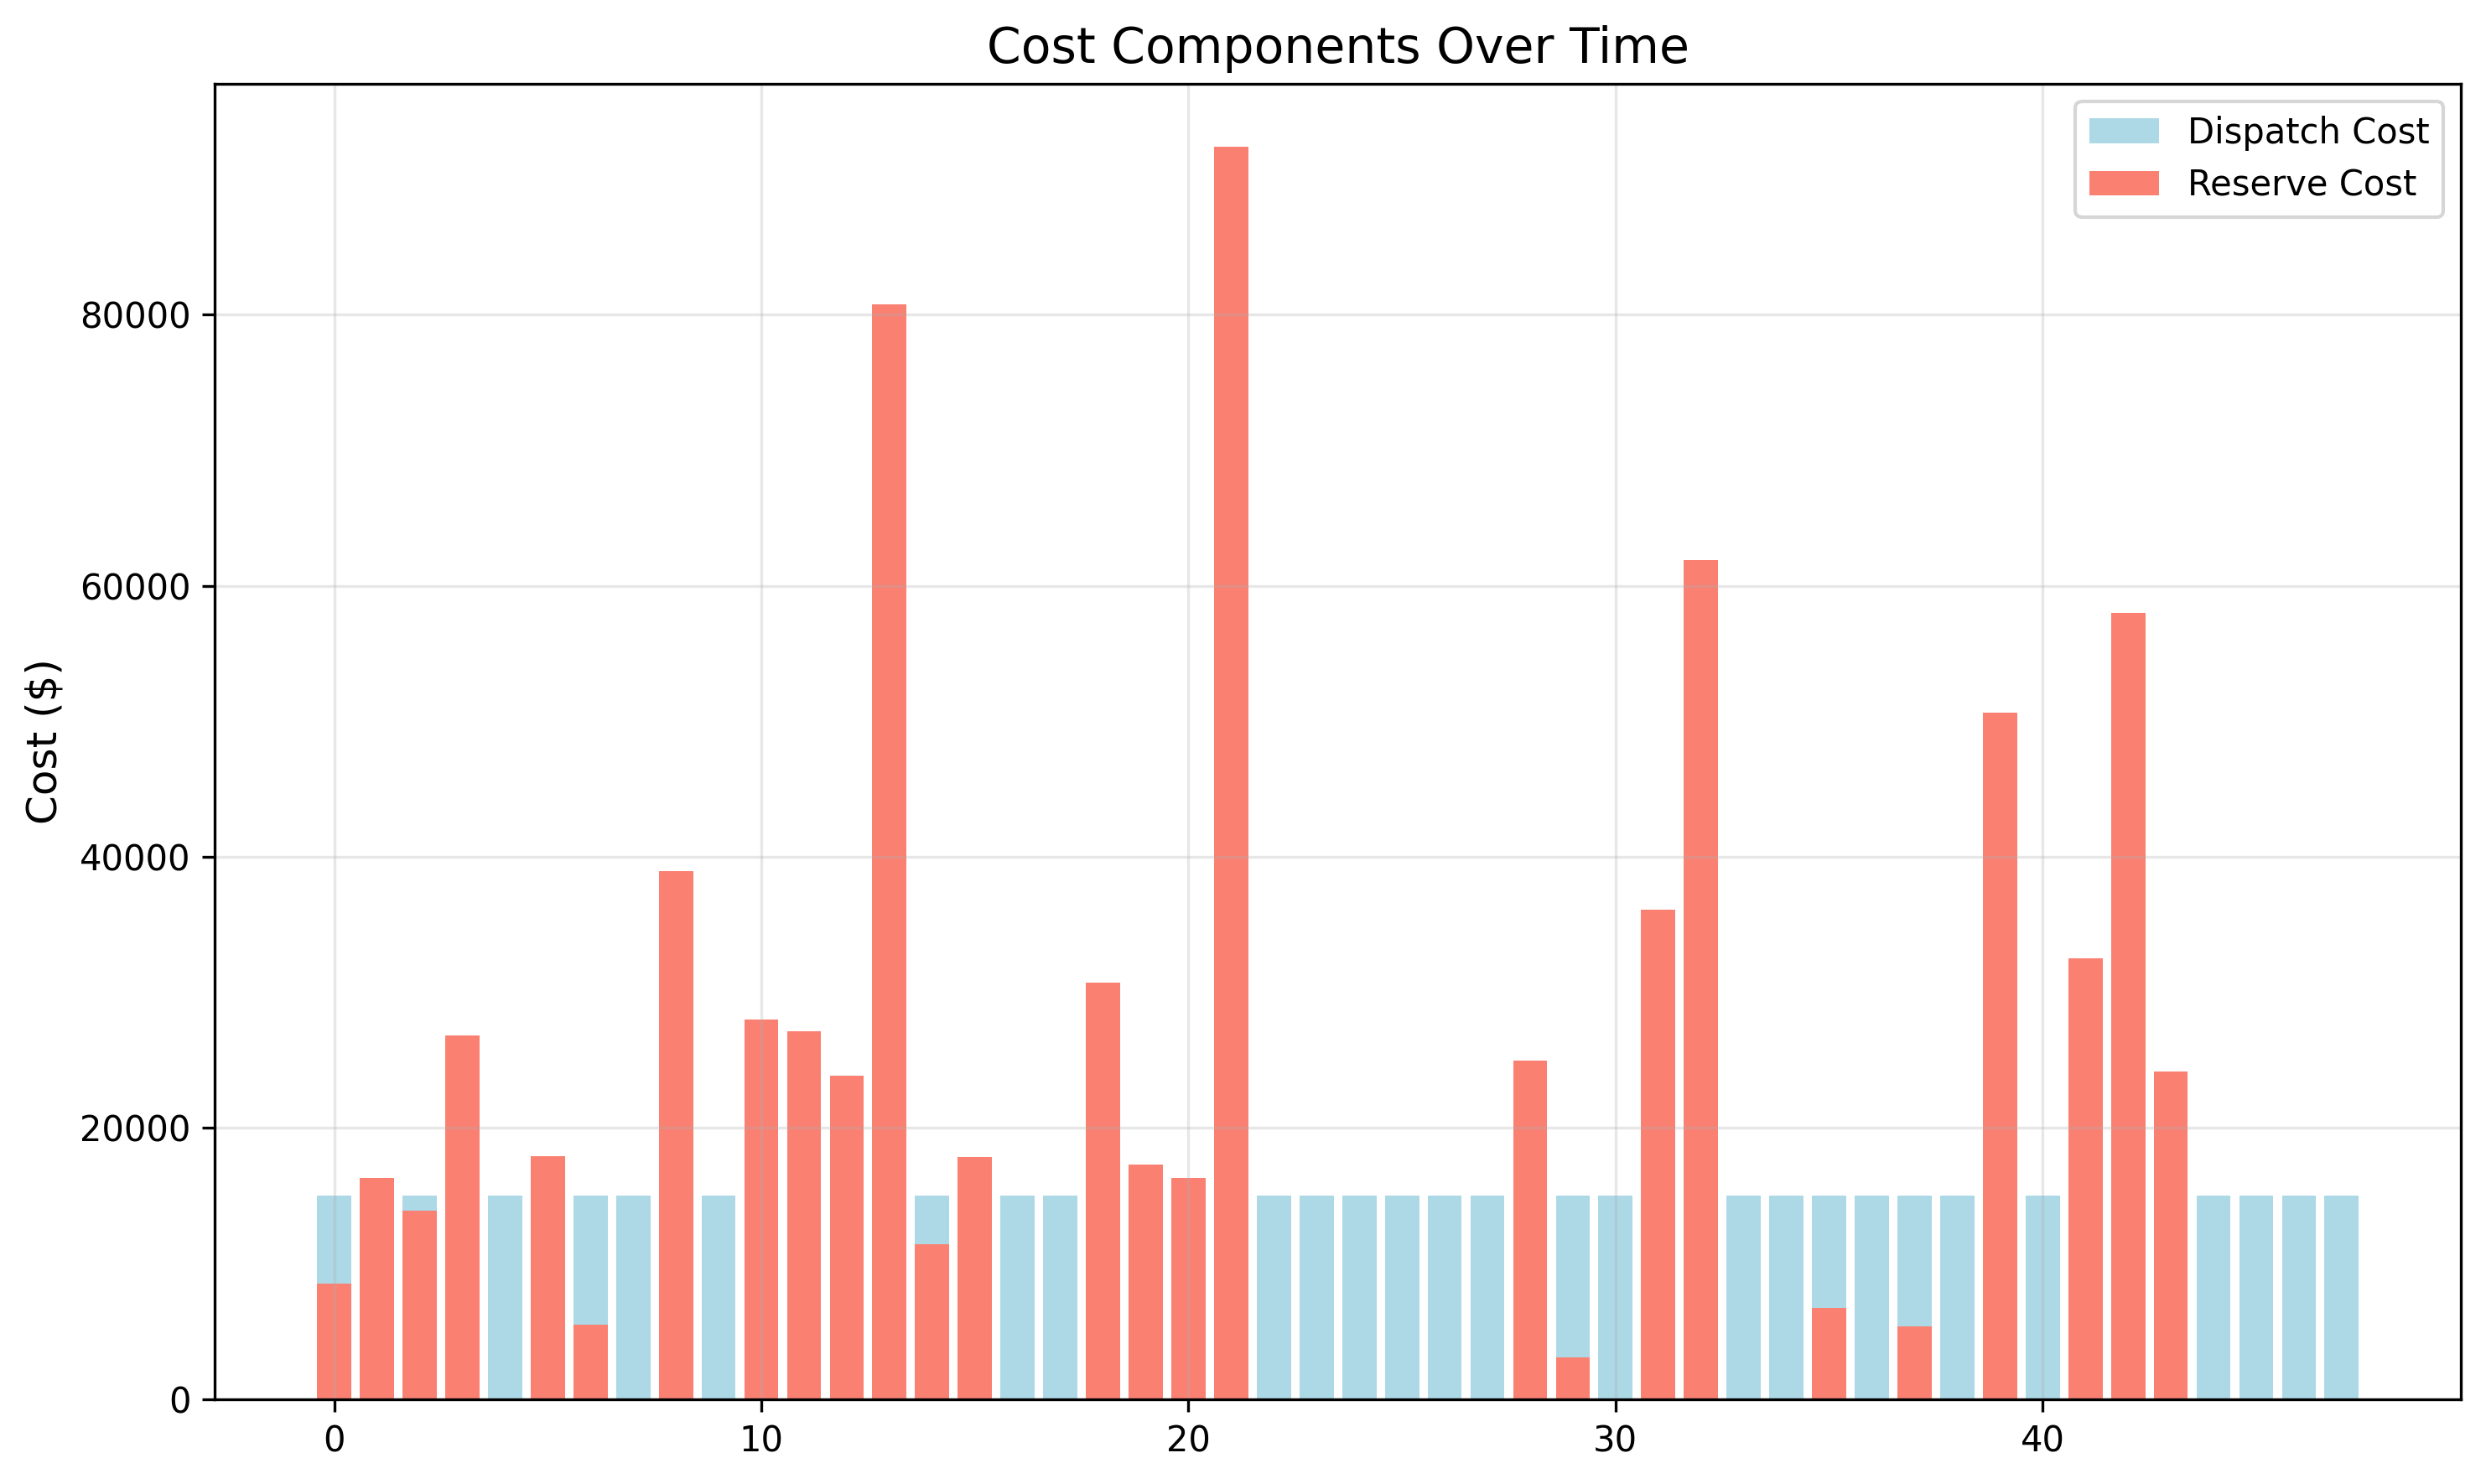 Cost Components Over Time
Dispatch Cost
Reserve Cost
Cost ($)
80000
60000
40000
20000
0
0 10 20 30 40